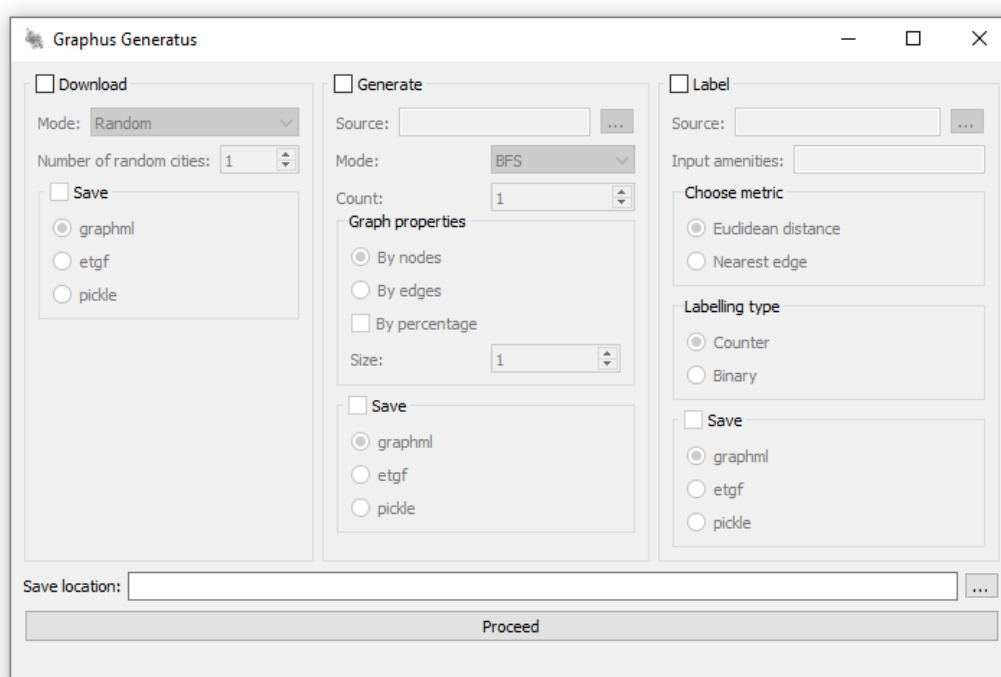 Graphus Generatus
Download
Mode: Random
Number of random cities: 1
Save
graphml
etgf
pickle
Generate
Source: ...
Mode: BFS
Count: 1
Graph properties
By nodes
By edges
By percentage
Size: 1
Save
graphml
etgf
pickle
Label
Source: ...
Input amenities:
Choose metric
Euclidean distance
Nearest edge
Labelling type
Counter
Binary
Save
graphml
etgf
pickle
Save location: ...
Proceed